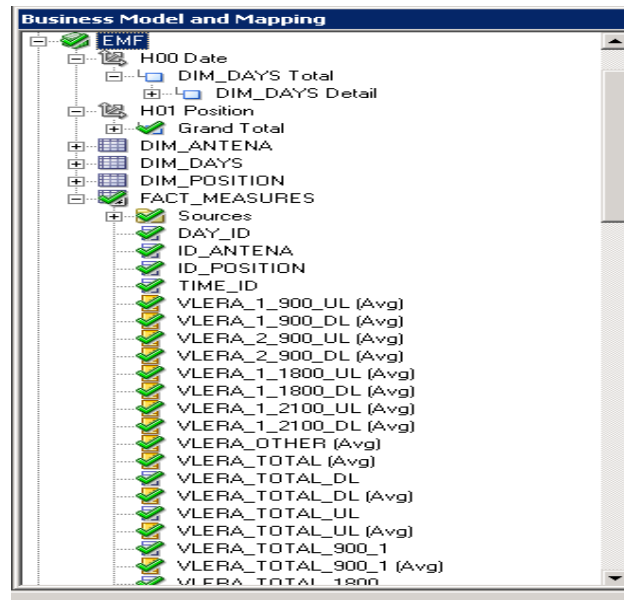 Business Model and Mapping
EMF
H00 Date
DIM_DAYS Total
DIM_DAYS Detail
H01 Position
Grand Total
DIM_ANTENA
DIM_DAYS
DIM_POSITION
FACT_MEASURES
Sources
DAY_ID
ID_ANTENA
ID_POSITION
TIME_ID
VLERA_1_900_UL (Avg)
VLERA_1_900_DL (Avg)
VLERA_2_900_UL (Avg)
VLERA_2_900_DL (Avg)
VLERA_1_1800_UL (Avg)
VLERA_1_1800_DL (Avg)
VLERA_1_2100_UL (Avg)
VLERA_1_2100_DL (Avg)
VLERA_OTHER (Avg)
VLERA_TOTAL (Avg)
VLERA_TOTAL_DL
VLERA_TOTAL_DL (Avg)
VLERA_TOTAL_UL
VLERA_TOTAL_UL (Avg)
VLERA_TOTAL_900_1
VLERA_TOTAL_900_1 (Avg)
VLERA_TOTAL_1800